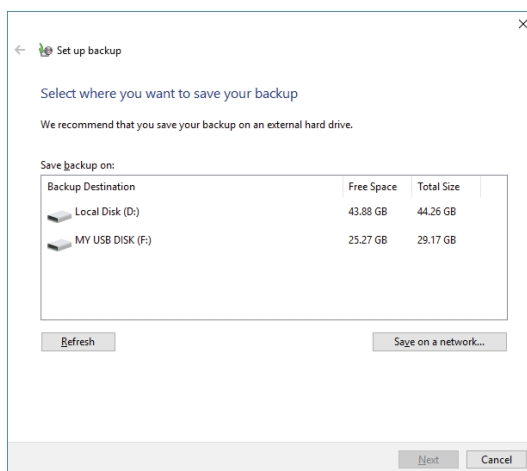 Set up backup
Select where you want to save your backup
We recommend that you save your backup on an external hard drive.
Save backup on:
Backup Destination Free Space Total Size
Local Disk (D:) 43.88 GB 44.26 GB
MY USB DISK (F:) 25.27 GB 29.17 GB
Refresh Save on a network...
Next Cancel